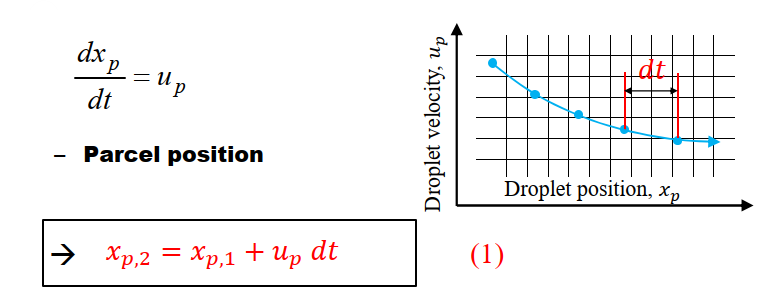 dx_p
dt
= u_p
– Parcel position
→ x_{p,2} = x_{p,1} + u_p dt
(1)
Droplet velocity, u_p
dt
Droplet position, x_p